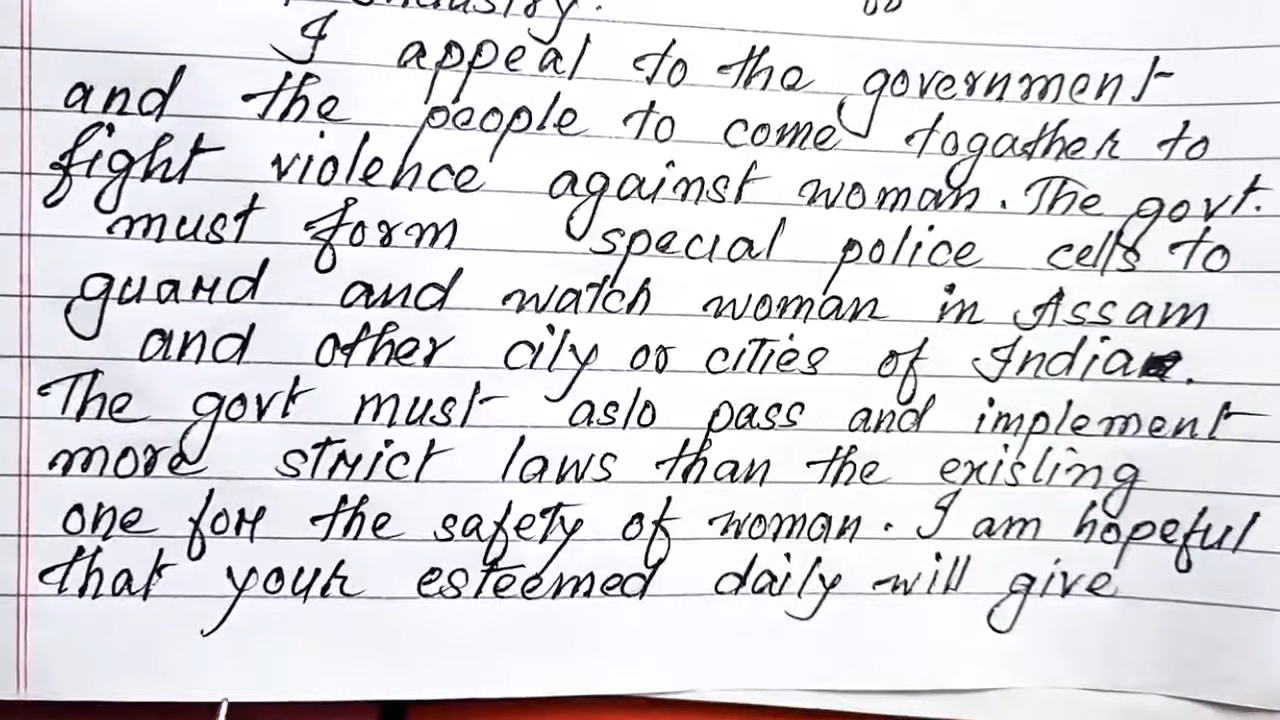 industry.
I appeal to the government
and the people to come togather to
fight violence against woman. The govt.
must form special police cells to
guard and watch woman in Assam
and other city or cities of India.
The govt must aslo pass and implement
more strict laws than the existing
one for the safety of woman. I am hopeful
that your esteemed daily will give